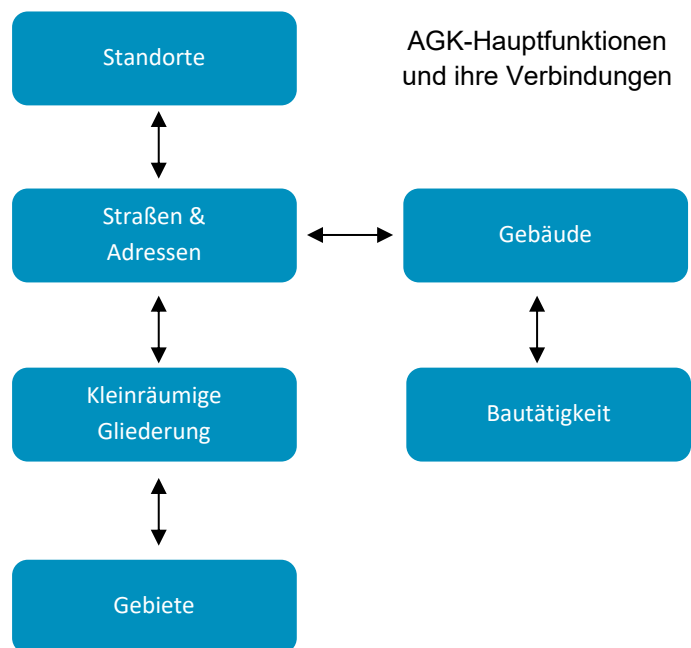 Standorte
AGK-Hauptfunktionen
und ihre Verbindungen
Straßen &
Adressen
Gebäude
Kleinräumige
Gliederung
Bautätigkeit
Gebiete